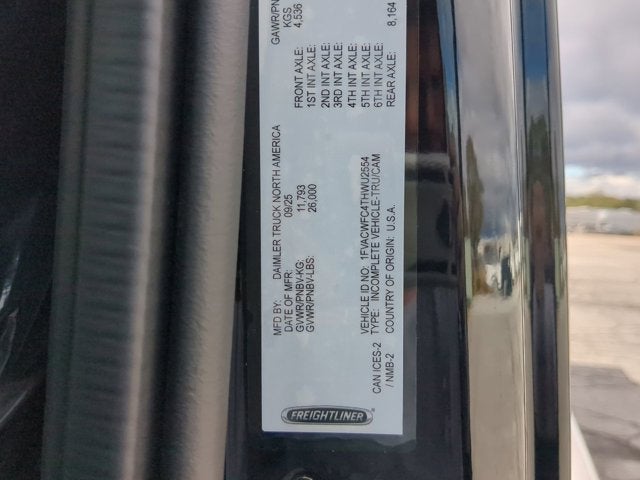 MFD BY: DAIMLER TRUCK NORTH AMERICA
DATE OF MFR: 09/25
GVWR/PNBV-KG: 11,793
GVWR/PNBV-LBS: 26,000
GAWR/PN
KGS
FRONT AXLE: 4,536
1ST INT AXLE:
2ND INT AXLE:
3RD INT AXLE:
4TH INT AXLE:
5TH INT AXLE:
6TH INT AXLE:
REAR AXLE: 8,164
VEHICLE ID NO.: 1FVACWFC4THWU2554
TYPE: INCOMPLETE VEHICLE-TRU/CAM
COUNTRY OF ORIGIN: U.S.A.
CAN ICES-2
/ NMB-2
FREIGHTLINER